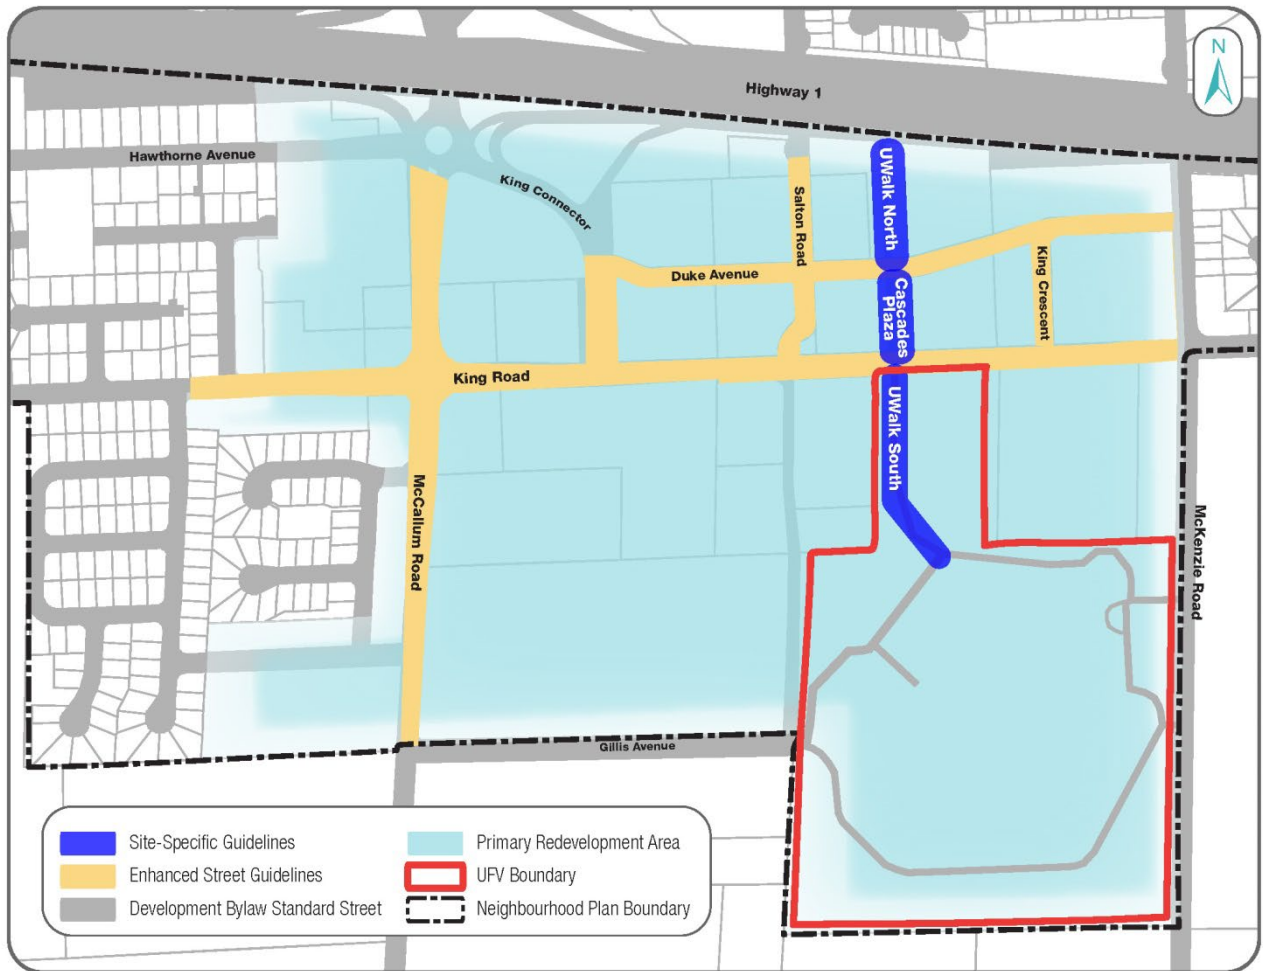 N
Highway 1
Hawthorne Avenue
King Connector
Salton Road
UWalk North
Duke Avenue
King Crescent
Cascades
Plaza
King Road
UWalk South
McCallum Road
McKenzie Road
Gillis Avenue
Site-Specific Guidelines
Enhanced Street Guidelines
Development Bylaw Standard Street
Primary Redevelopment Area
UFV Boundary
Neighbourhood Plan Boundary